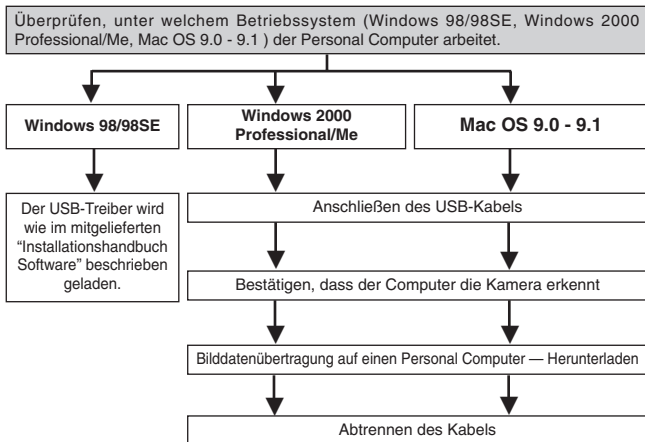 Überprüfen, unter welchem Betriebssystem (Windows 98/98SE, Windows 2000
Professional/Me, Mac OS 9.0 - 9.1 ) der Personal Computer arbeitet.
Windows 98/98SE
Windows 2000
Professional/Me
Mac OS 9.0 - 9.1
Der USB-Treiber wird
wie im mitgelieferten
“Installationshandbuch
Software” beschrieben
geladen.
Anschließen des USB-Kabels
Bestätigen, dass der Computer die Kamera erkennt
Bilddatenübertragung auf einen Personal Computer — Herunterladen
Abtrennen des Kabels